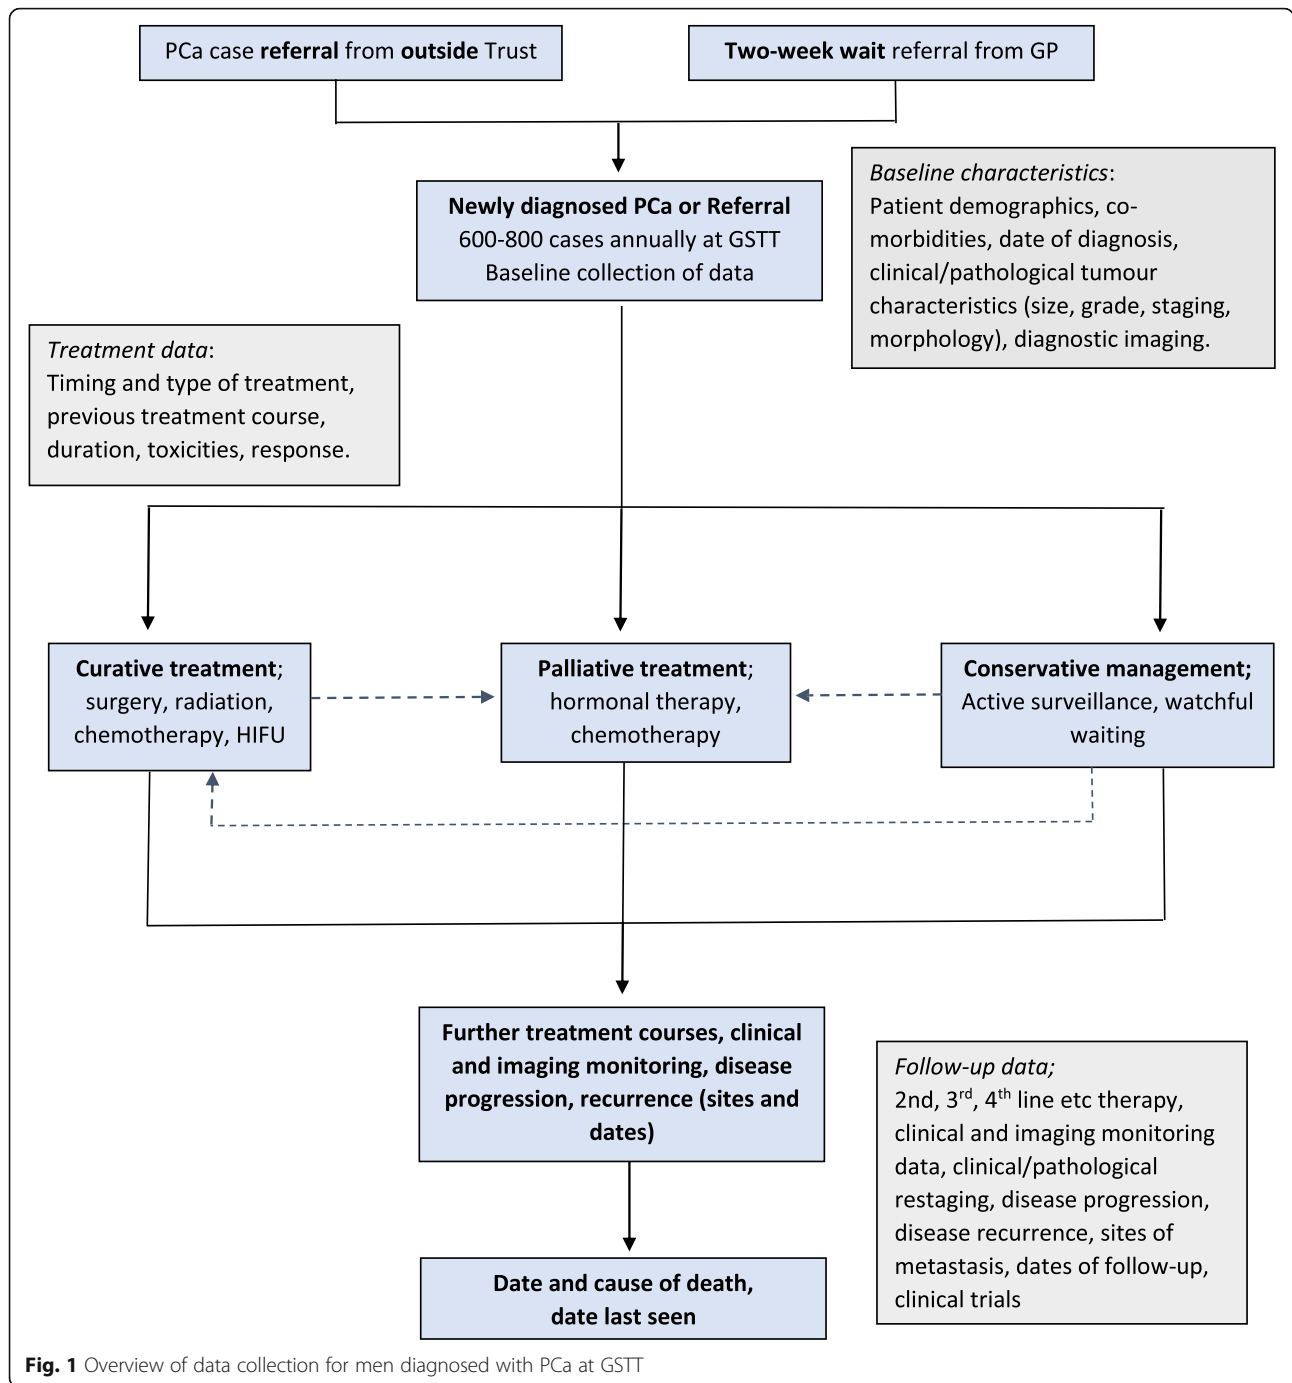 PCa case referral from outside Trust
Two-week wait referral from GP
Newly diagnosed PCa or Referral
600-800 cases annually at GSTT
Baseline collection of data
Baseline characteristics:
Patient demographics, co-
morbidities, date of diagnosis,
clinical/pathological tumour
characteristics (size, grade, staging,
morphology), diagnostic imaging.
Treatment data:
Timing and type of treatment,
previous treatment course,
duration, toxicities, response.
Curative treatment;
surgery, radiation,
chemotherapy, HIFU
Palliative treatment;
hormonal therapy,
chemotherapy
Conservative management;
Active surveillance, watchful
waiting
Further treatment courses, clinical
and imaging monitoring, disease
progression, recurrence (sites and
dates)
Follow-up data;
2nd, 3rd, 4th line etc therapy,
clinical and imaging monitoring
data, clinical/pathological
restaging, disease progression,
disease recurrence, sites of
metastasis, dates of follow-up,
clinical trials
Date and cause of death,
date last seen
Fig. 1 Overview of data collection for men diagnosed with PCa at GSTT